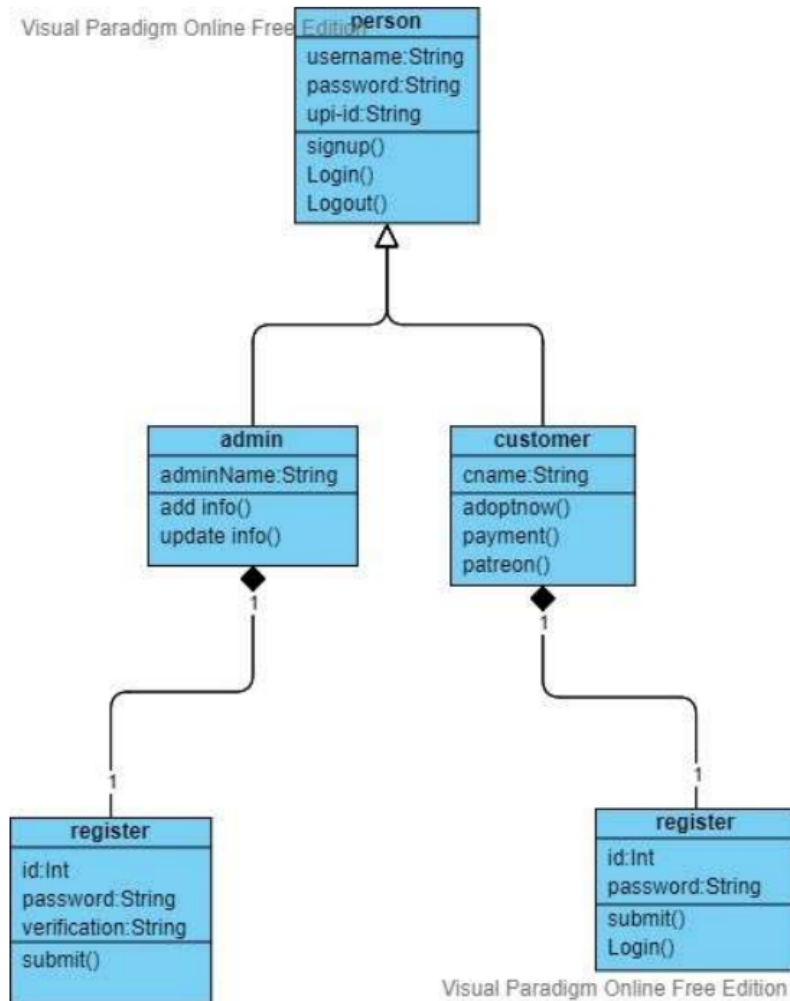 Visual Paradigm Online Free Edition
person
username:String
password:String
upi-id:String
signup()
Login()
Logout()
admin
adminName:String
add info()
update info()
customer
cname:String
adoptnow()
payment()
patreon()
1
1
1
1
register
id:Int
password:String
verification:String
submit()
register
id:Int
password:String
submit()
Login()
Visual Paradigm Online Free Edition